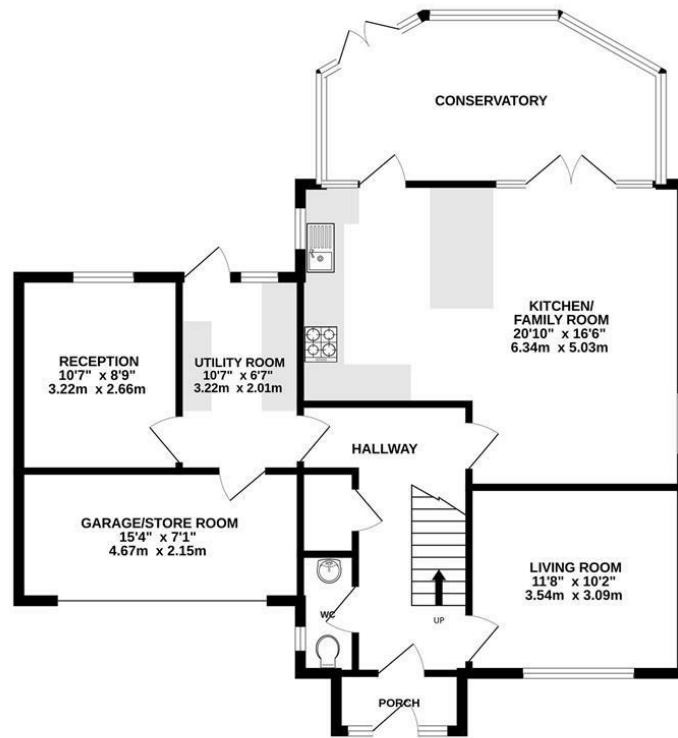 CONSERVATORY
KITCHEN/
FAMILY ROOM
20'10" x 16'6"
6.34m x 5.03m
RECEPTION
10'7" x 8'9"
3.22m x 2.66m
UTILITY ROOM
10'7" x 6'7"
3.22m x 2.01m
HALLWAY
GARAGE/STORE ROOM
15'4" x 7'1"
4.67m x 2.15m
LIVING ROOM
11'8" x 10'2"
3.54m x 3.09m
WC
UP
PORCH